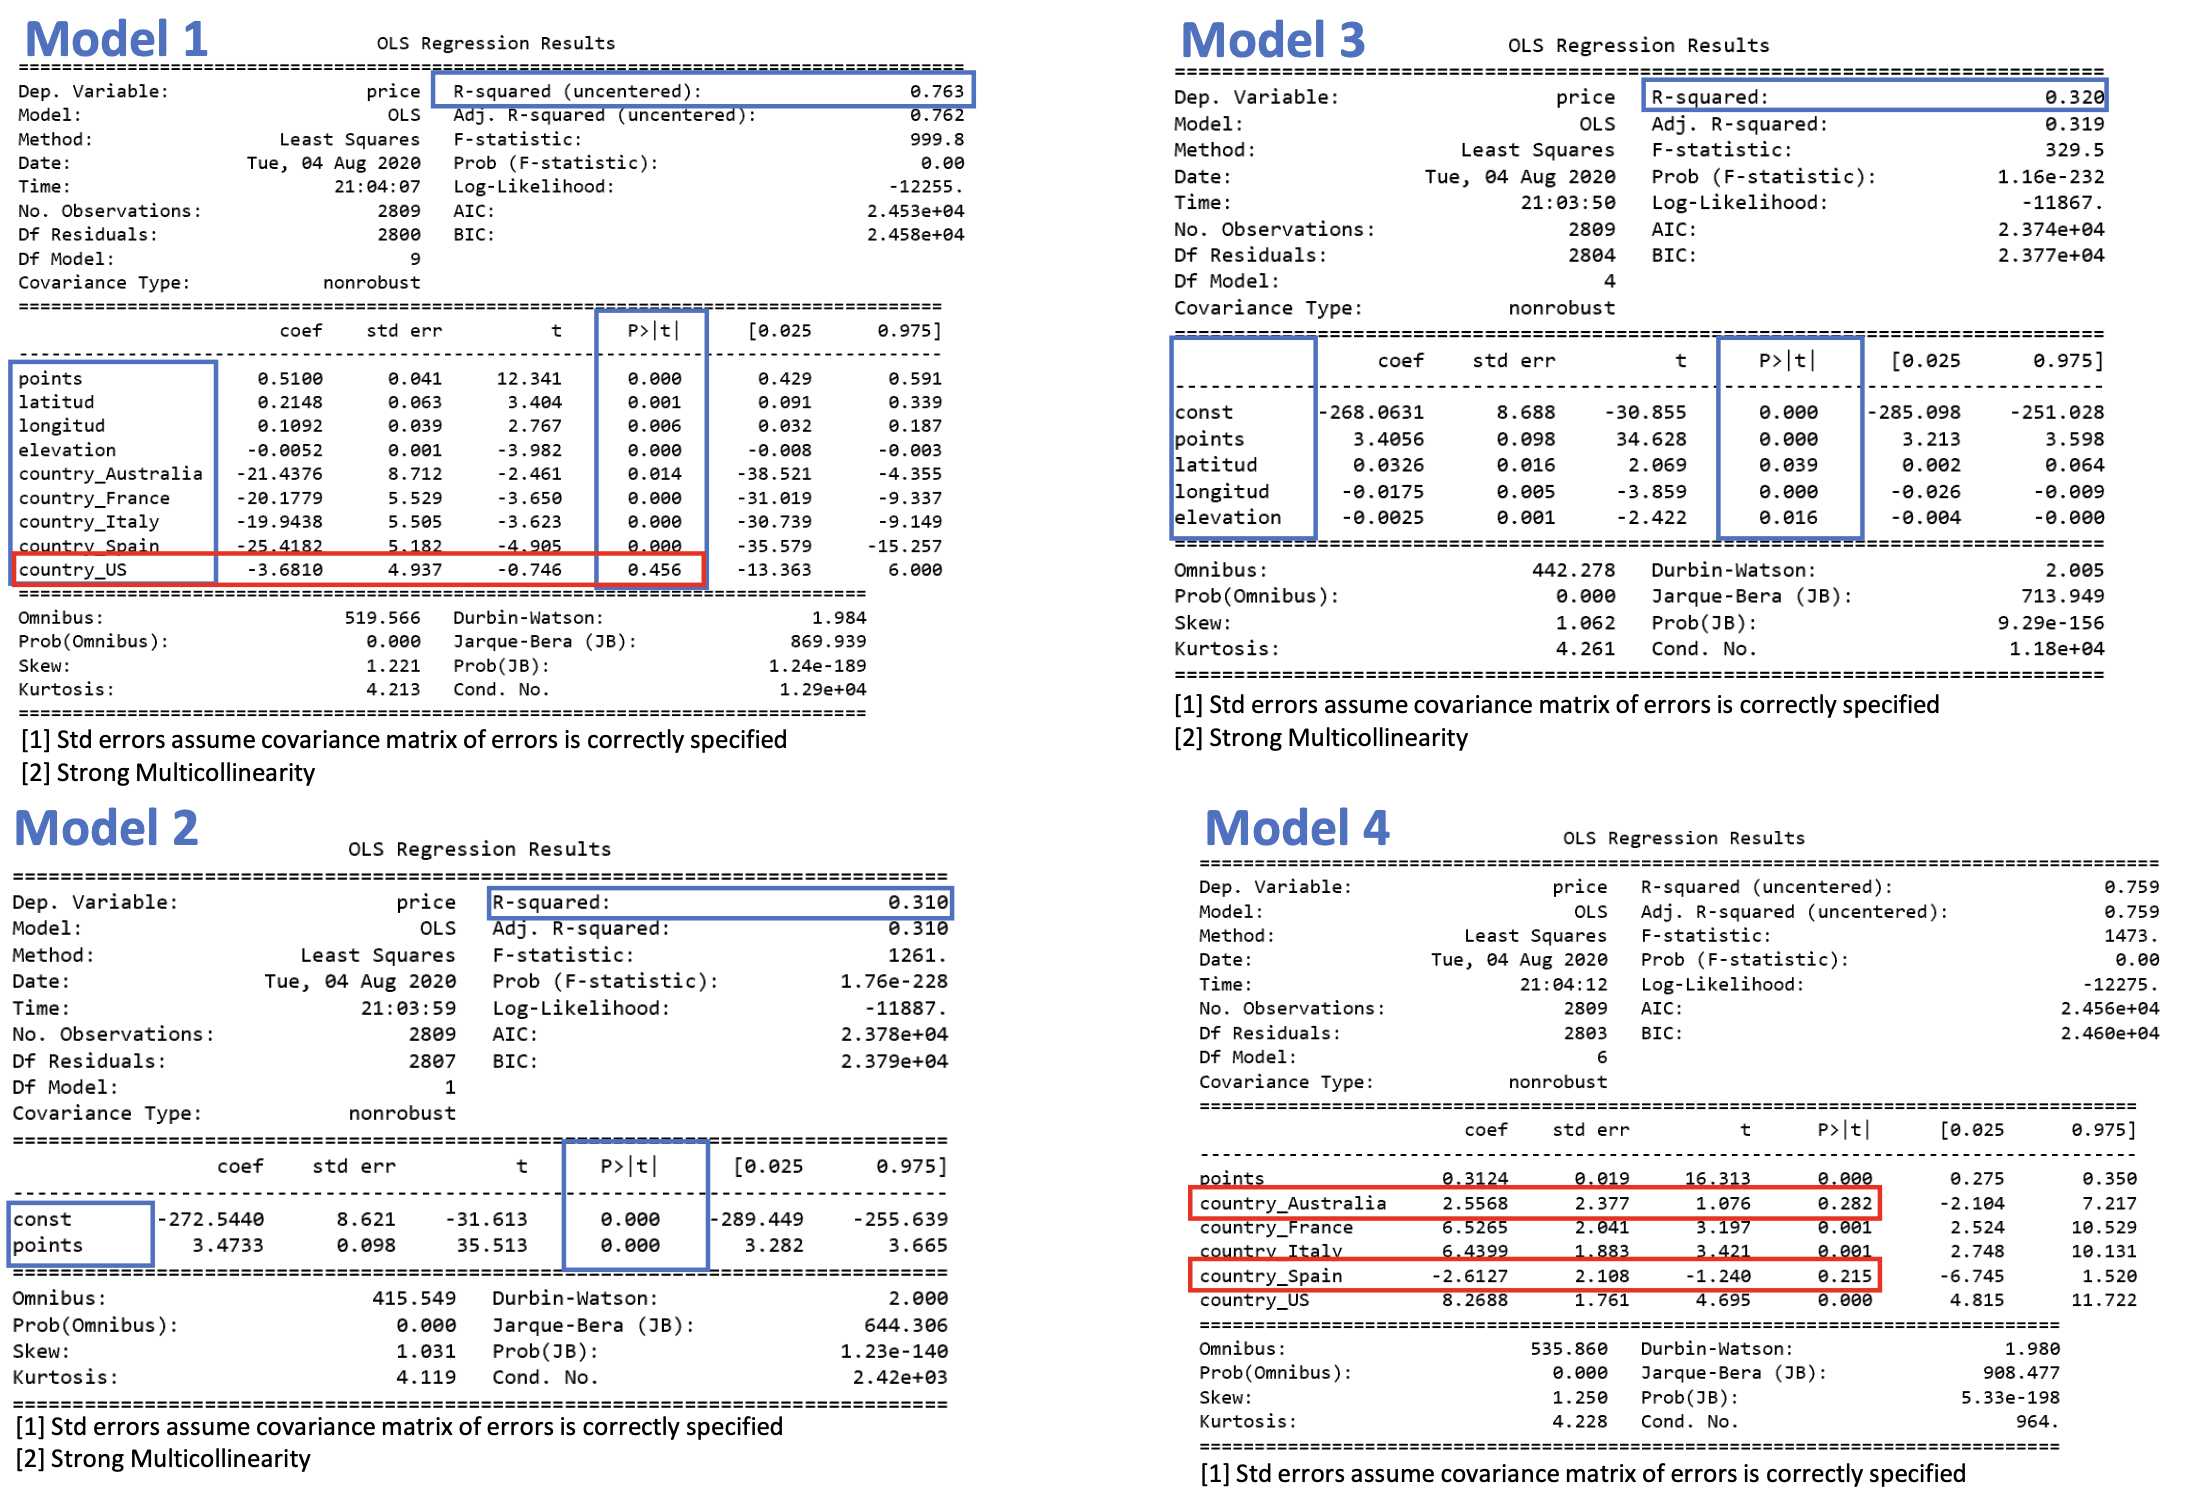 Model 1
OLS Regression Results
==============================================================================
Dep. Variable: price R-squared (uncentered): 0.763
Model: OLS Adj. R-squared (uncentered): 0.762
Method: Least Squares F-statistic: 999.8
Date: Tue, 04 Aug 2020 Prob (F-statistic): 0.00
Time: 21:04:07 Log-Likelihood: -12255.
No. Observations: 2809 AIC: 2.453e+04
Df Residuals: 2800 BIC: 2.458e+04
Df Model: 9
Covariance Type: nonrobust
==============================================================================
coef std err t P>|t| [0.025 0.975]
------------------------------------------------------------------------------
points 0.5100 0.041 12.341 0.000 0.429 0.591
latitud 0.2148 0.063 3.404 0.001 0.091 0.339
longitud 0.1092 0.039 2.767 0.006 0.032 0.187
elevation -0.0052 0.001 -3.982 0.000 -0.008 -0.003
country_Australia -21.4376 8.712 -2.461 0.014 -38.521 -4.355
country_France -20.1779 5.529 -3.650 0.000 -31.019 -9.337
country_Italy -19.9438 5.505 -3.623 0.000 -30.739 -9.149
country_Spain -25.4182 5.182 -4.905 0.000 -35.579 -15.257
country_US -3.6810 4.937 -0.746 0.456 -13.363 6.000
==============================================================================
Omnibus: 519.566 Durbin-Watson: 1.984
Prob(Omnibus): 0.000 Jarque-Bera (JB): 869.939
Skew: 1.221 Prob(JB): 1.24e-189
Kurtosis: 4.213 Cond. No. 1.29e+04
==============================================================================
[1] Std errors assume covariance matrix of errors is correctly specified
[2] Strong Multicollinearity
Model 2
OLS Regression Results
==============================================================================
Dep. Variable: price R-squared: 0.310
Model: OLS Adj. R-squared: 0.310
Method: Least Squares F-statistic: 1261.
Date: Tue, 04 Aug 2020 Prob (F-statistic): 1.76e-228
Time: 21:03:59 Log-Likelihood: -11887.
No. Observations: 2809 AIC: 2.378e+04
Df Residuals: 2807 BIC: 2.379e+04
Df Model: 1
Covariance Type: nonrobust
==============================================================================
coef std err t P>|t| [0.025 0.975]
------------------------------------------------------------------------------
const -272.5440 8.621 -31.613 0.000 -289.449 -255.639
points 3.4733 0.098 35.513 0.000 3.282 3.665
==============================================================================
Omnibus: 415.549 Durbin-Watson: 2.000
Prob(Omnibus): 0.000 Jarque-Bera (JB): 644.306
Skew: 1.031 Prob(JB): 1.23e-140
Kurtosis: 4.119 Cond. No. 2.42e+03
==============================================================================
[1] Std errors assume covariance matrix of errors is correctly specified
[2] Strong Multicollinearity
Model 3
OLS Regression Results
==============================================================================
Dep. Variable: price R-squared: 0.320
Model: OLS Adj. R-squared: 0.319
Method: Least Squares F-statistic: 329.5
Date: Tue, 04 Aug 2020 Prob (F-statistic): 1.16e-232
Time: 21:03:50 Log-Likelihood: -11867.
No. Observations: 2809 AIC: 2.374e+04
Df Residuals: 2804 BIC: 2.377e+04
Df Model: 4
Covariance Type: nonrobust
==============================================================================
coef std err t P>|t| [0.025 0.975]
------------------------------------------------------------------------------
const -268.0631 8.688 -30.855 0.000 -285.098 -251.028
points 3.4056 0.098 34.628 0.000 3.213 3.598
latitud 0.0326 0.016 2.069 0.039 0.002 0.064
longitud -0.0175 0.005 -3.859 0.000 -0.026 -0.009
elevation -0.0025 0.001 -2.422 0.016 -0.004 -0.000
==============================================================================
Omnibus: 442.278 Durbin-Watson: 2.005
Prob(Omnibus): 0.000 Jarque-Bera (JB): 713.949
Skew: 1.062 Prob(JB): 9.29e-156
Kurtosis: 4.261 Cond. No. 1.18e+04
==============================================================================
[1] Std errors assume covariance matrix of errors is correctly specified
[2] Strong Multicollinearity
Model 4
OLS Regression Results
==============================================================================
Dep. Variable: price R-squared (uncentered): 0.759
Model: OLS Adj. R-squared (uncentered): 0.759
Method: Least Squares F-statistic: 1473.
Date: Tue, 04 Aug 2020 Prob (F-statistic): 0.00
Time: 21:04:12 Log-Likelihood: -12275.
No. Observations: 2809 AIC: 2.456e+04
Df Residuals: 2803 BIC: 2.460e+04
Df Model: 6
Covariance Type: nonrobust
==============================================================================
coef std err t P>|t| [0.025 0.975]
------------------------------------------------------------------------------
points 0.3124 0.019 16.313 0.000 0.275 0.350
country_Australia 2.5568 2.377 1.076 0.282 -2.104 7.217
country_France 6.5265 2.041 3.197 0.001 2.524 10.529
country_Italy 6.4399 1.883 3.421 0.001 2.748 10.131
country_Spain -2.6127 2.108 -1.240 0.215 -6.745 1.520
country_US 8.2688 1.761 4.695 0.000 4.815 11.722
==============================================================================
Omnibus: 535.860 Durbin-Watson: 1.980
Prob(Omnibus): 0.000 Jarque-Bera (JB): 908.477
Skew: 1.250 Prob(JB): 5.33e-198
Kurtosis: 4.228 Cond. No. 964.
==============================================================================
[1] Std errors assume covariance matrix of errors is correctly specified